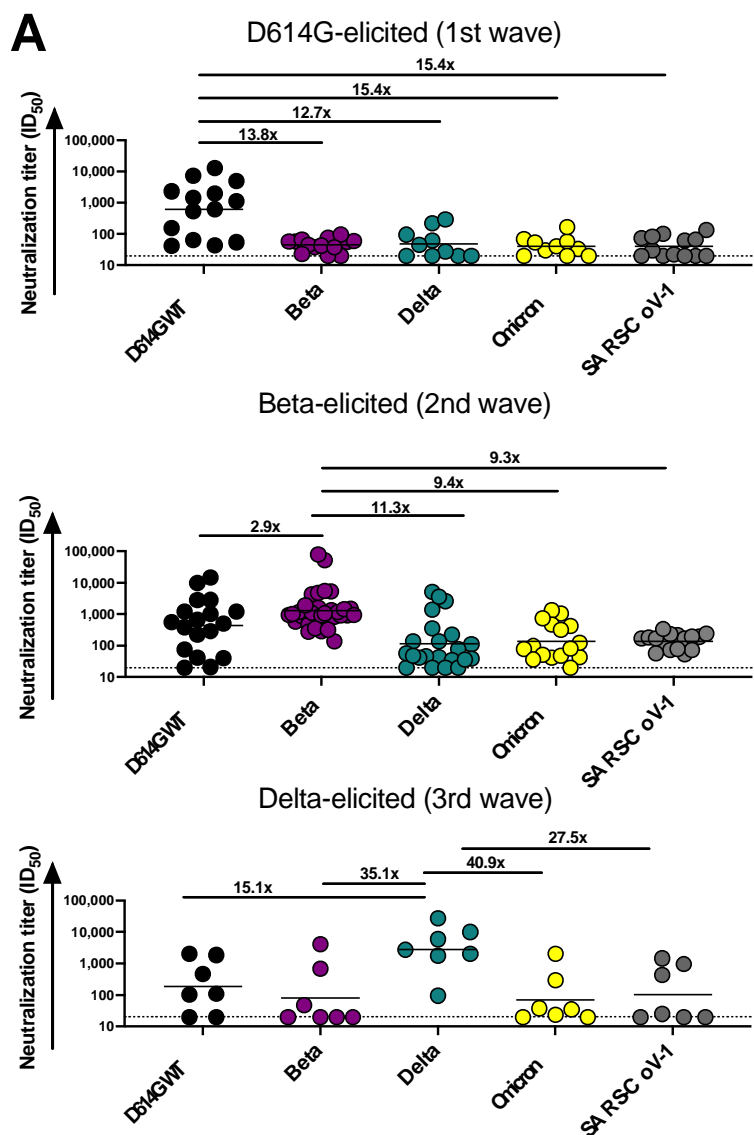 A
D614G-elicited (1st wave)
15.4x
15.4x
12.7x
13.8x
Neutralization titer (ID50)
100,000
10,000
1,000
100
10
D614GWT
Beta
Delta
Omicron
SA RSC oV-1
Beta-elicited (2nd wave)
9.3x
9.4x
11.3x
2.9x
Neutralization titer (ID50)
100,000
10,000
1,000
100
10
D614GWT
Beta
Delta
Omicron
SA RSC oV-1
Delta-elicited (3rd wave)
27.5x
40.9x
35.1x
15.1x
Neutralization titer (ID50)
100,000
10,000
1,000
100
10
D614GWT
Beta
Delta
Omicron
SA RSC oV-1